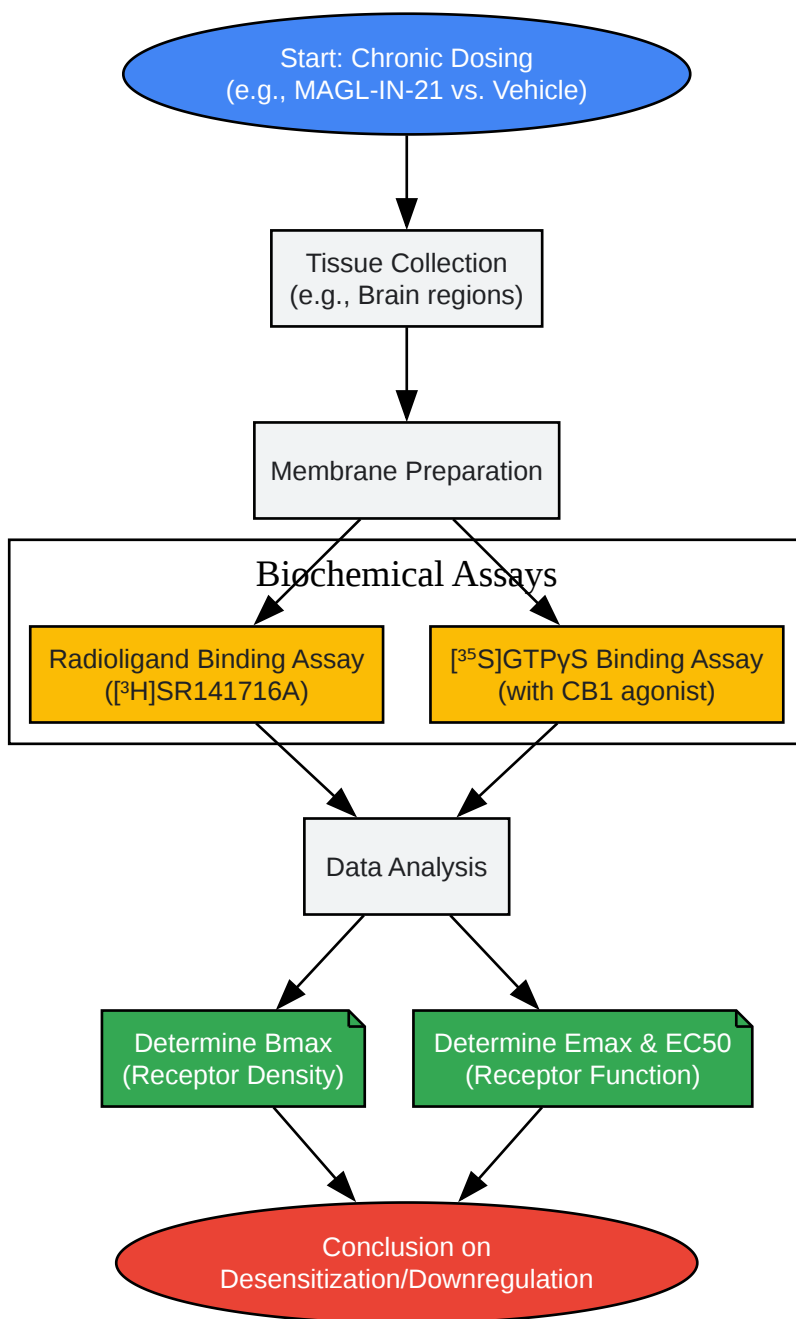 Start: Chronic Dosing
(e.g., MAGL-IN-21 vs. Vehicle)
Tissue Collection
(e.g., Brain regions)
Membrane Preparation
Biochemical Assays
Radioligand Binding Assay
([³H]SR141716A)
[³⁵S]GTPγS Binding Assay
(with CB1 agonist)
Data Analysis
Determine Bmax
(Receptor Density)
Determine Emax & EC50
(Receptor Function)
Conclusion on
Desensitization/Downregulation